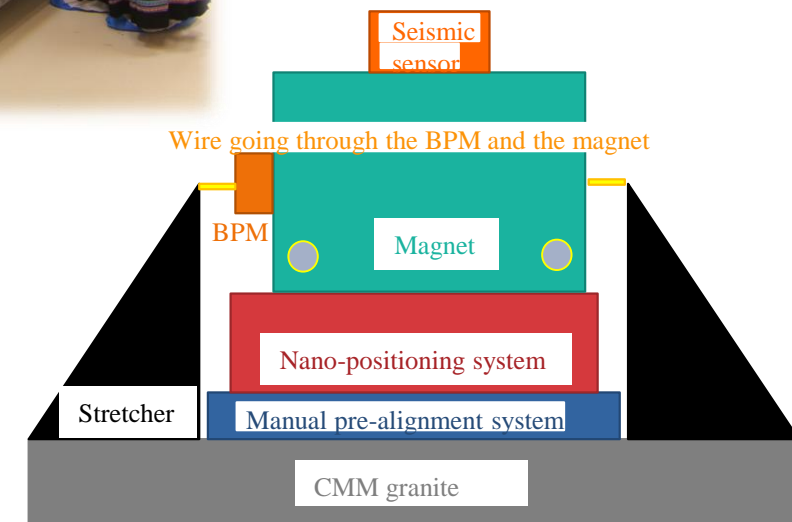 Seismic
sensor
Wire going through the BPM and the magnet
BPM
Magnet
Nano-positioning system
Stretcher
Manual pre-alignment system
CMM granite